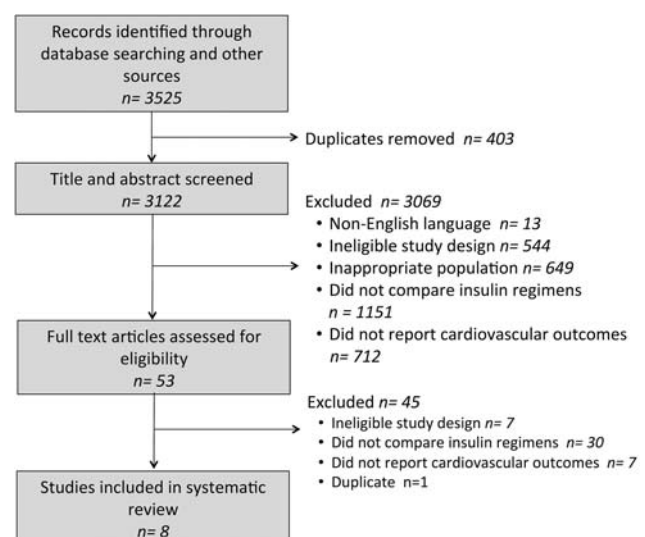 Records identified through
database searching and other
sources
n= 3525
Duplicates removed n= 403
Title and abstract screened
n= 3122
Excluded n= 3069
• Non-English language n= 13
• Ineligible study design n= 544
• Inappropriate population n= 649
• Did not compare insulin regimens
n = 1151
• Did not report cardiovascular outcomes
n= 712
Full text articles assessed for
eligibility
n= 53
Excluded n= 45
• Ineligible study design n= 7
• Did not compare insulin regimens n= 30
• Did not report cardiovascular outcomes n= 7
• Duplicate n=1
Studies included in systematic
review
n= 8